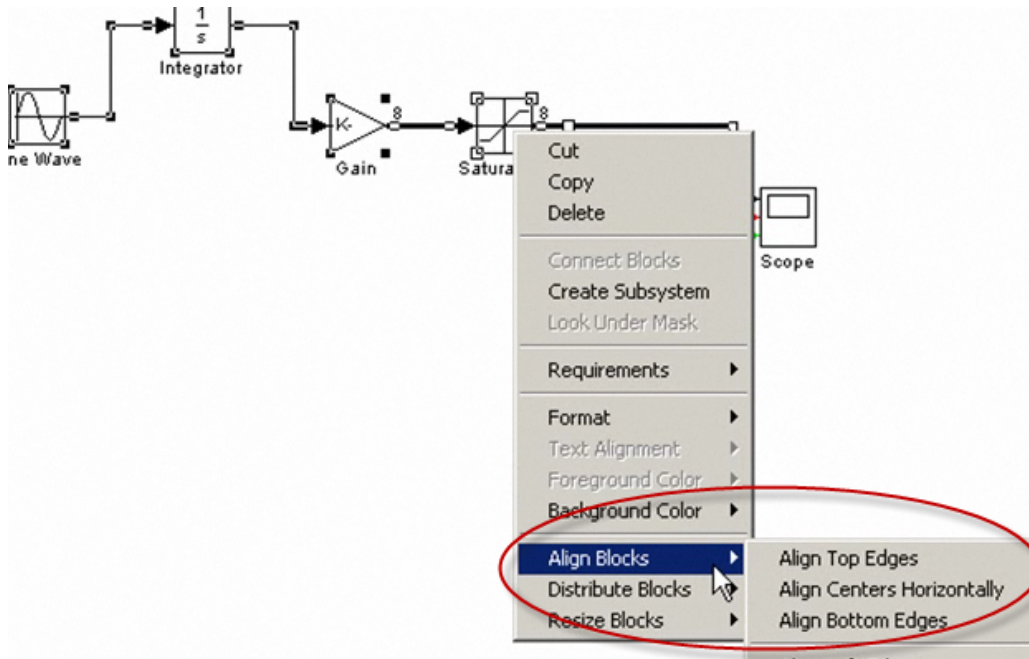 1
s
Integrator
ne Wave
K-
Gain
8
Satura
8
Scope
Cut
Copy
Delete
Connect Blocks
Create Subsystem
Look Under Mask
Requirements
Format
Text Alignment
Foreground Color
Background Color
Align Blocks
Distribute Blocks
Resize Blocks
Align Top Edges
Align Centers Horizontally
Align Bottom Edges